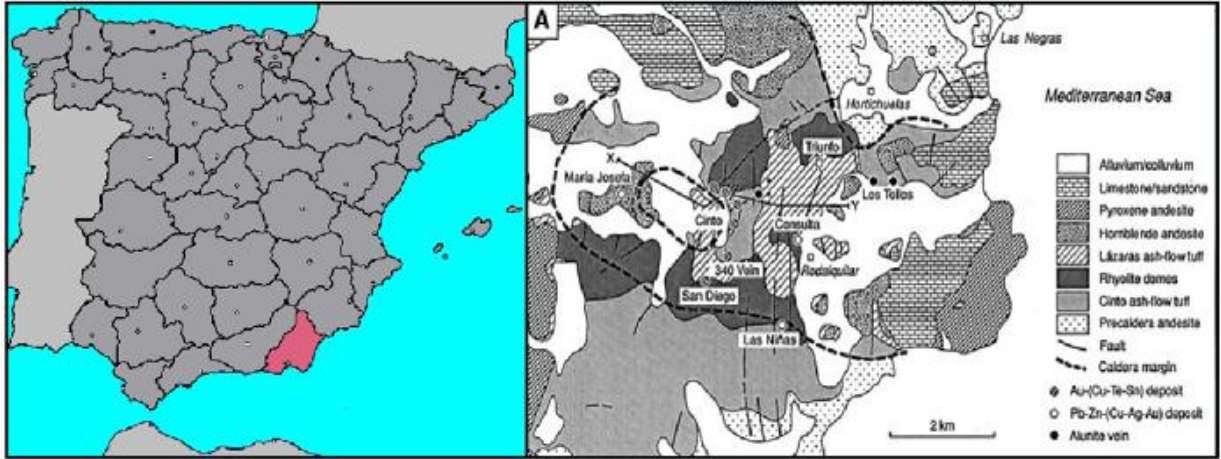 A
Las Negras
Mediterranean Sea
Hortichuelas
Triunfo
X
María Josefa
Los Tollos
Cinto
Y
Consulta
340 Vein
Rodalquilar
San Diego
Las Niñas
Alluvium/colluvium
Limestone/sandstone
Pyroxene andesite
Hornblende andesite
Lázaras ash-flow tuff
Rhyolite domes
Cinto ash-flow tuff
Precaldera andesite
Fault
Caldera margin
Au-(Cu-Te-Sn) deposit
Pb-Zn-(Cu-Ag-Au) deposit
Alunite vein
2 km